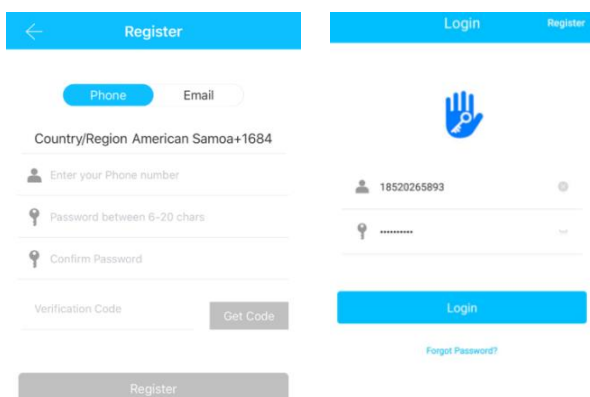 Register
Phone Email
Country/Region American Samoa+1684
Enter your Phone number
Password between 6-20 chars
Confirm Password
Verification Code Get Code
Register
Login Register
18520265893
••••••••••
Login
Forgot Password?